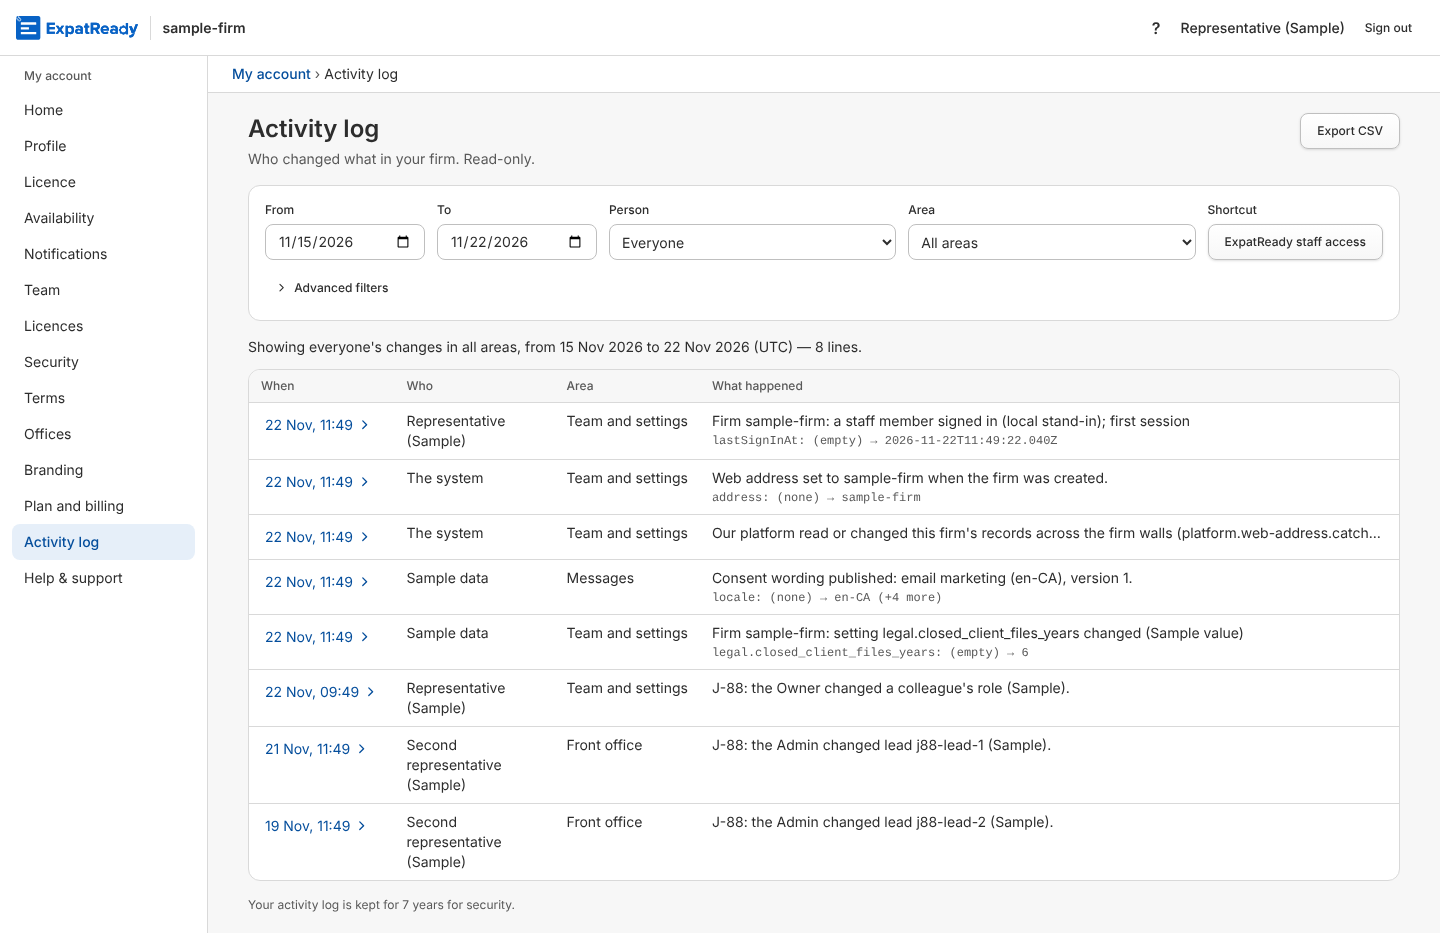 ExpatReady
sample-firm
?
Representative (Sample)
Sign out
My account
Home
Profile
Licence
Availability
Notifications
Team
Licences
Security
Terms
Offices
Branding
Plan and billing
Activity log
Help & support
My account › Activity log
Activity log
Who changed what in your firm. Read-only.
Export CSV
From
To
Person
Area
Shortcut
11/15/2026
11/22/2026
Everyone
All areas
ExpatReady staff access
Advanced filters
Showing everyone's changes in all areas, from 15 Nov 2026 to 22 Nov 2026 (UTC) — 8 lines.
When
Who
Area
What happened
22 Nov, 11:49
Representative
(Sample)
Team and settings
Firm sample-firm: a staff member signed in (local stand-in); first session
lastSignInAt: (empty) → 2026-11-22T11:49:22.040Z
22 Nov, 11:49
The system
Team and settings
Web address set to sample-firm when the firm was created.
address: (none) → sample-firm
22 Nov, 11:49
The system
Team and settings
Our platform read or changed this firm's records across the firm walls (platform.web-address.catch...
22 Nov, 11:49
Sample data
Messages
Consent wording published: email marketing (en-CA), version 1.
locale: (none) → en-CA (+4 more)
22 Nov, 11:49
Sample data
Team and settings
Firm sample-firm: setting legal.closed_client_files_years changed (Sample value)
legal.closed_client_files_years: (empty) → 6
22 Nov, 09:49
Representative
(Sample)
Team and settings
J-88: the Owner changed a colleague's role (Sample).
21 Nov, 11:49
Second
representative
(Sample)
Front office
J-88: the Admin changed lead j88-lead-1 (Sample).
19 Nov, 11:49
Second
representative
(Sample)
Front office
J-88: the Admin changed lead j88-lead-2 (Sample).
Your activity log is kept for 7 years for security.